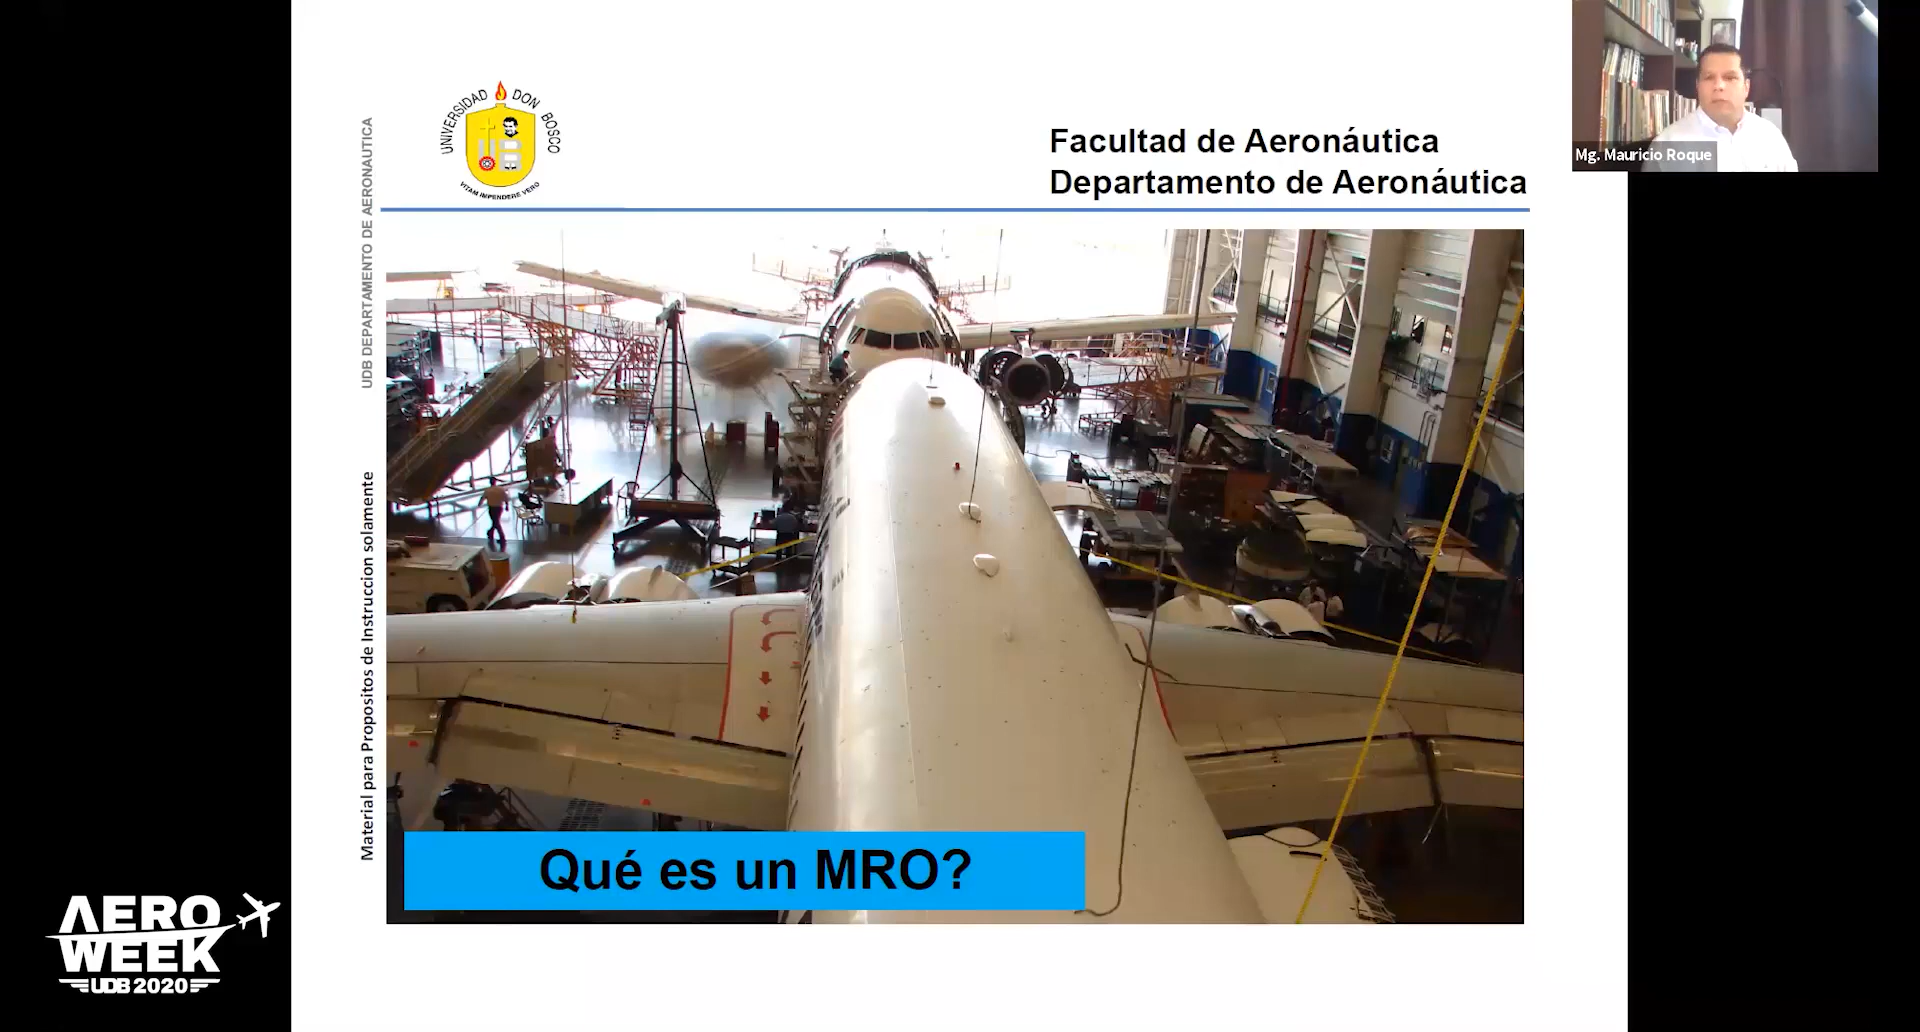 UNIVERSIDAD DON BOSCO
VITAM IMPENDERE VERO
Facultad de Aeronáutica
Departamento de Aeronáutica
UDB DEPARTAMENTO DE AERONAUTICA
Material para Propositos de Instruccion solamente
Qué es un MRO?
Mg. Mauricio Roque
AERO
WEEK
UDB 2020